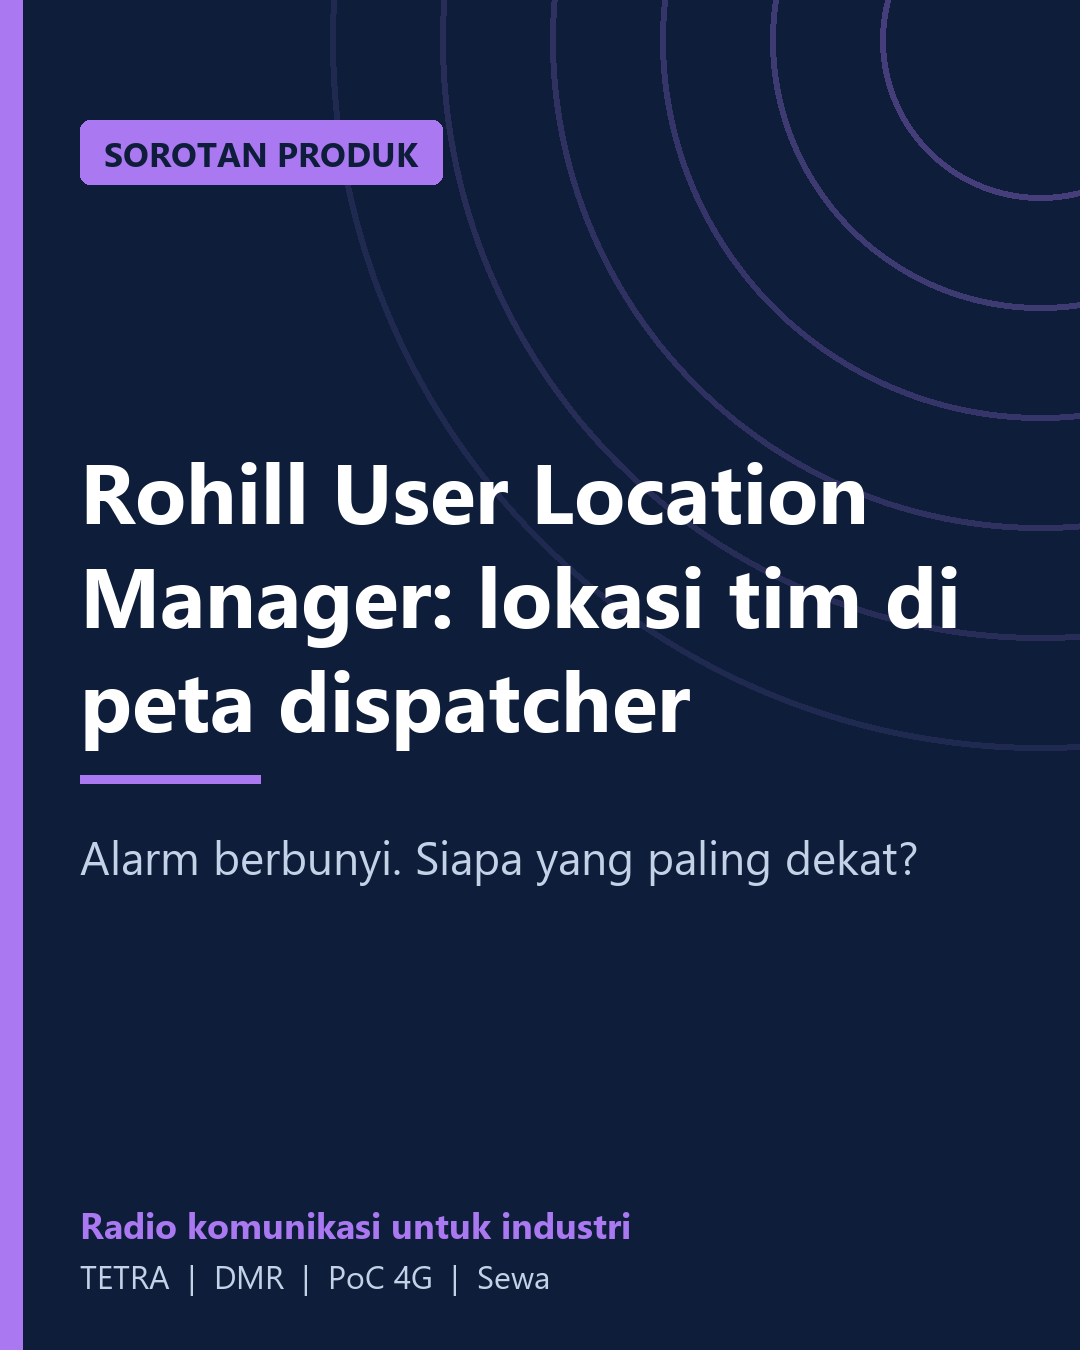 SOROTAN PRODUK
Rohill User Location
Manager: lokasi tim di
peta dispatcher
Alarm berbunyi. Siapa yang paling dekat?
Radio komunikasi untuk industri
TETRA | DMR | PoC 4G | Sewa